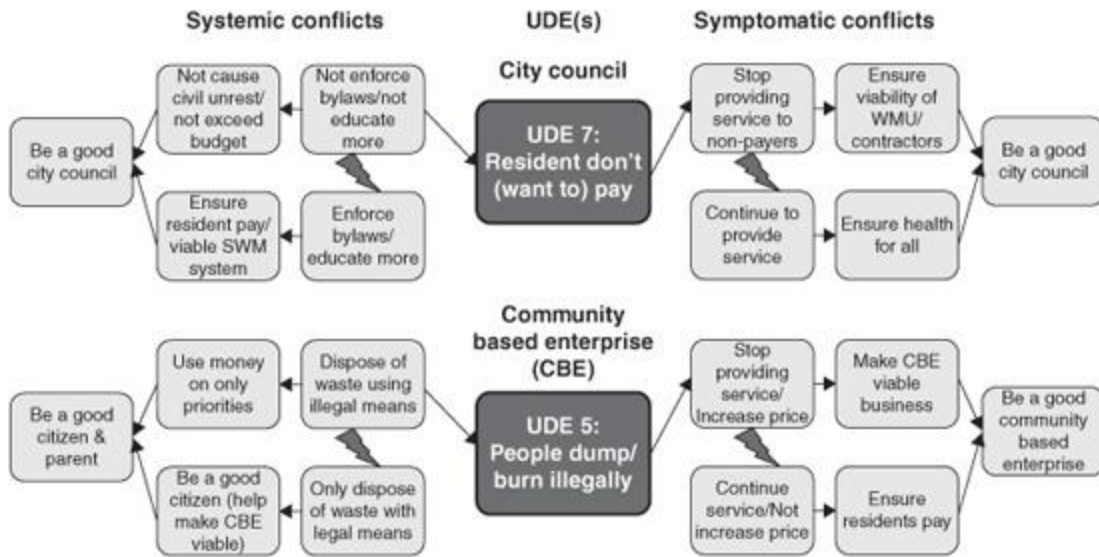 Systemic conflicts
UDE(s)
Symptomatic conflicts
City council
Be a good
city council
Not cause
civil unrest/
not exceed
budget
Not enforce
bylaws/not
educate
more
Ensure
resident pay/
viable SWM
system
Enforce
bylaws/
educate more
UDE 7:
Resident don't
(want to) pay
Stop
providing
service to
non-payers
Ensure
viability of
WMU/
contractors
Continue to
provide
service
Ensure health
for all
Be a good
city council
Community
based enterprise
(CBE)
Be a good
citizen &
parent
Use money
on only
priorities
Dispose of
waste using
illegal means
Be a good
citizen (help
make CBE
viable)
Only dispose
of waste with
legal means
UDE 5:
People dump/
burn illegally
Stop
providing
service/
Increase price
Make CBE
viable
business
Continue
service/Not
increase price
Ensure
residents pay
Be a good
community
based
enterprise